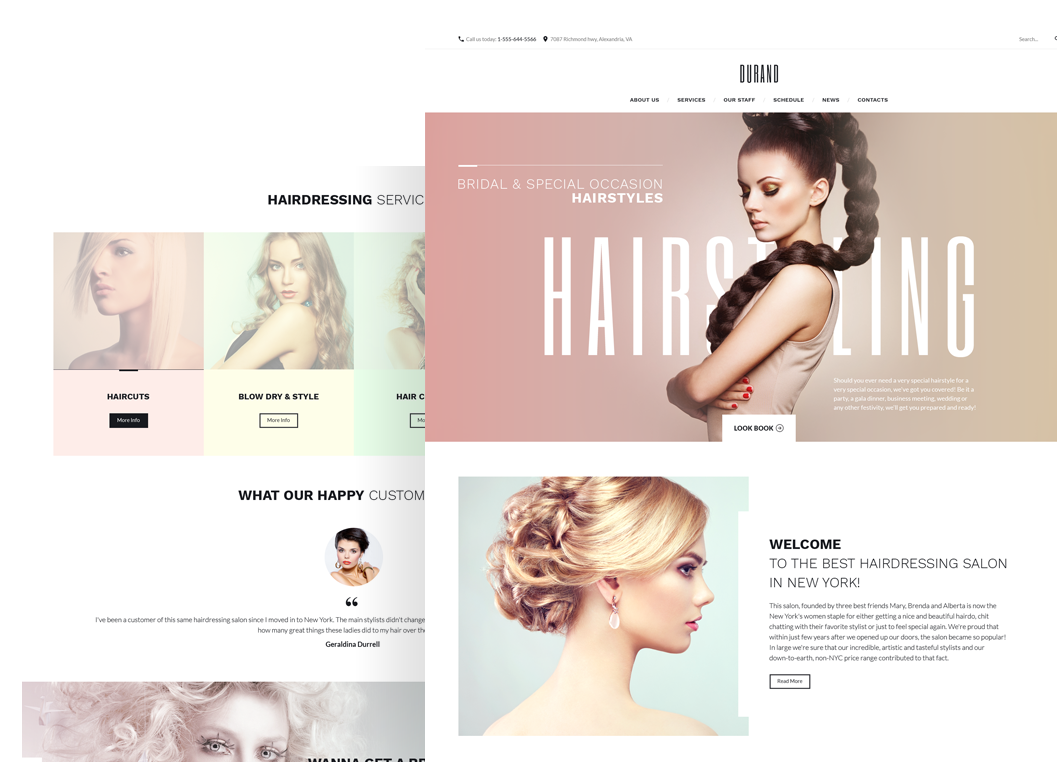 Call us today: 1-555-644-5566 7087 Richmond hwy, Alexandria, VA
Search...
DURAND
ABOUT US SERVICES OUR STAFF SCHEDULE NEWS CONTACTS
BRIDAL & SPECIAL OCCASION
HAIRSTYLES
HAIRSTYLING
Should you ever need a very special hairstyle for a
very special occasion, we've got you covered! Be it a
party, a gala dinner, business meeting, wedding or
any other festivity, we'll get you prepared and ready!
LOOK BOOK
WELCOME
TO THE BEST HAIRDRESSING SALON
IN NEW YORK!
This salon, founded by three best friends Mary, Brenda and Alberta is now the
New York's women staple for either getting a nice and beautiful hairdo, chit
chatting with their favorite stylist or just to feel special again. We're proud that
within just few years after we opened up our doors, the salon became so popular!
In large we're sure that our incredible, artistic and tasteful stylists and our
down-to-earth, non-NYC price range contributed to that fact.
Read More
HAIRDRESSING SERVIC
HAIRCUTS
More Info
BLOW DRY & STYLE
More Info
HAIR C
Mo
WHAT OUR HAPPY CUSTOM
I've been a customer of this same hairdressing salon since I moved in to New York. The main stylists didn't change
how many great things these ladies did to my hair over the
Geraldina Durrell
WANNA GET A